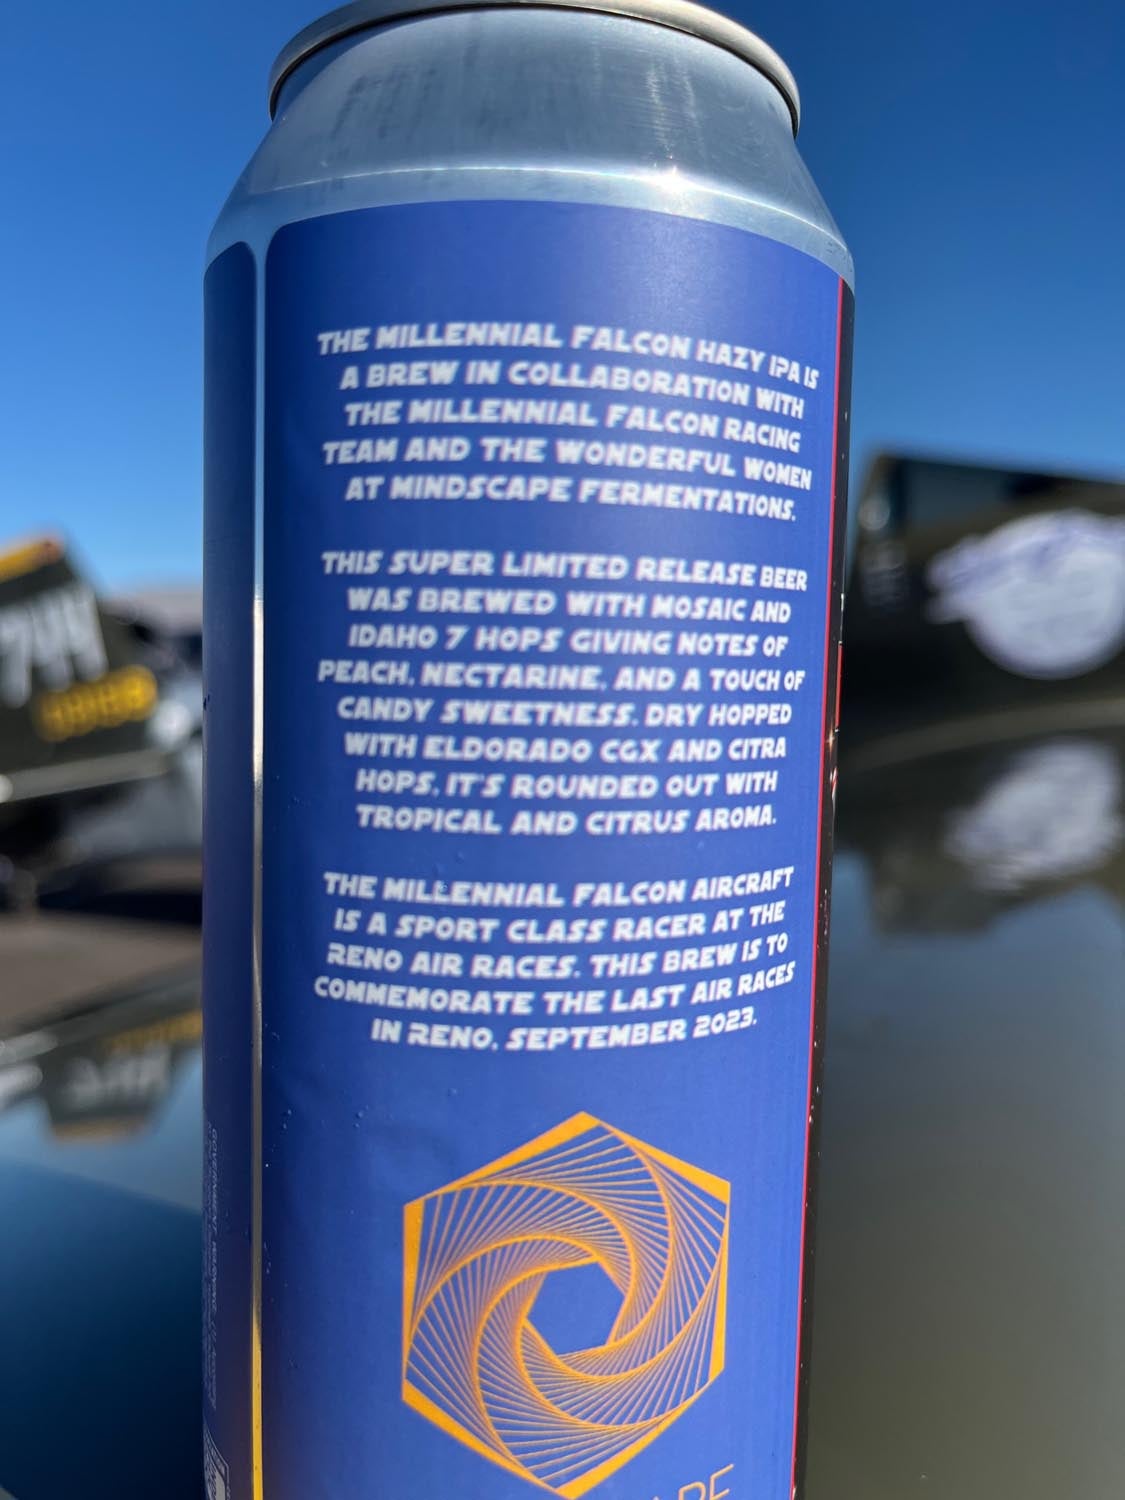 THE MILLENNIAL FALCON HAZY IPA IS
A BREW IN COLLABORATION WITH
THE MILLENNIAL FALCON RACING
TEAM AND THE WONDERFUL WOMEN
AT MINDSCAPE FERMENTATIONS.
THIS SUPER LIMITED RELEASE BEER
WAS BREWED WITH MOSAIC AND
IDAHO 7 HOPS GIVING NOTES OF
PEACH, NECTARINE, AND A TOUCH OF
CANDY SWEETNESS. DRY HOPPED
WITH ELDORADO CGX AND CITRA
HOPS, IT'S ROUNDED OUT WITH
TROPICAL AND CITRUS AROMA.
THE MILLENNIAL FALCON AIRCRAFT
IS A SPORT CLASS RACER AT THE
RENO AIR RACES. THIS BREW IS TO
COMMEMORATE THE LAST AIR RACES
IN RENO, SEPTEMBER 2023.
744
GOVERNMENT WARNING: